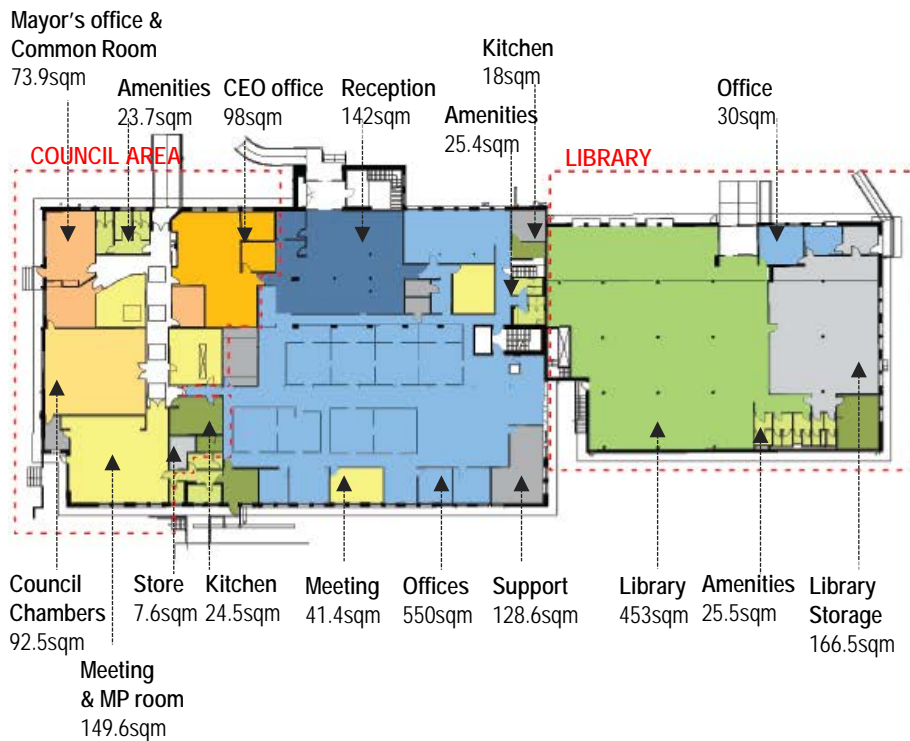 Mayor's office &
Common Room
73.9sqm
Amenities
23.7sqm
CEO office
98sqm
Reception
142sqm
Amenities
25.4sqm
Kitchen
18sqm
Office
30sqm
COUNCIL AREA
LIBRARY
Council
Chambers
92.5sqm
Meeting
& MP room
149.6sqm
Store
7.6sqm
Kitchen
24.5sqm
Meeting
41.4sqm
Offices
550sqm
Support
128.6sqm
Library
453sqm
Amenities
25.5sqm
Library
Storage
166.5sqm